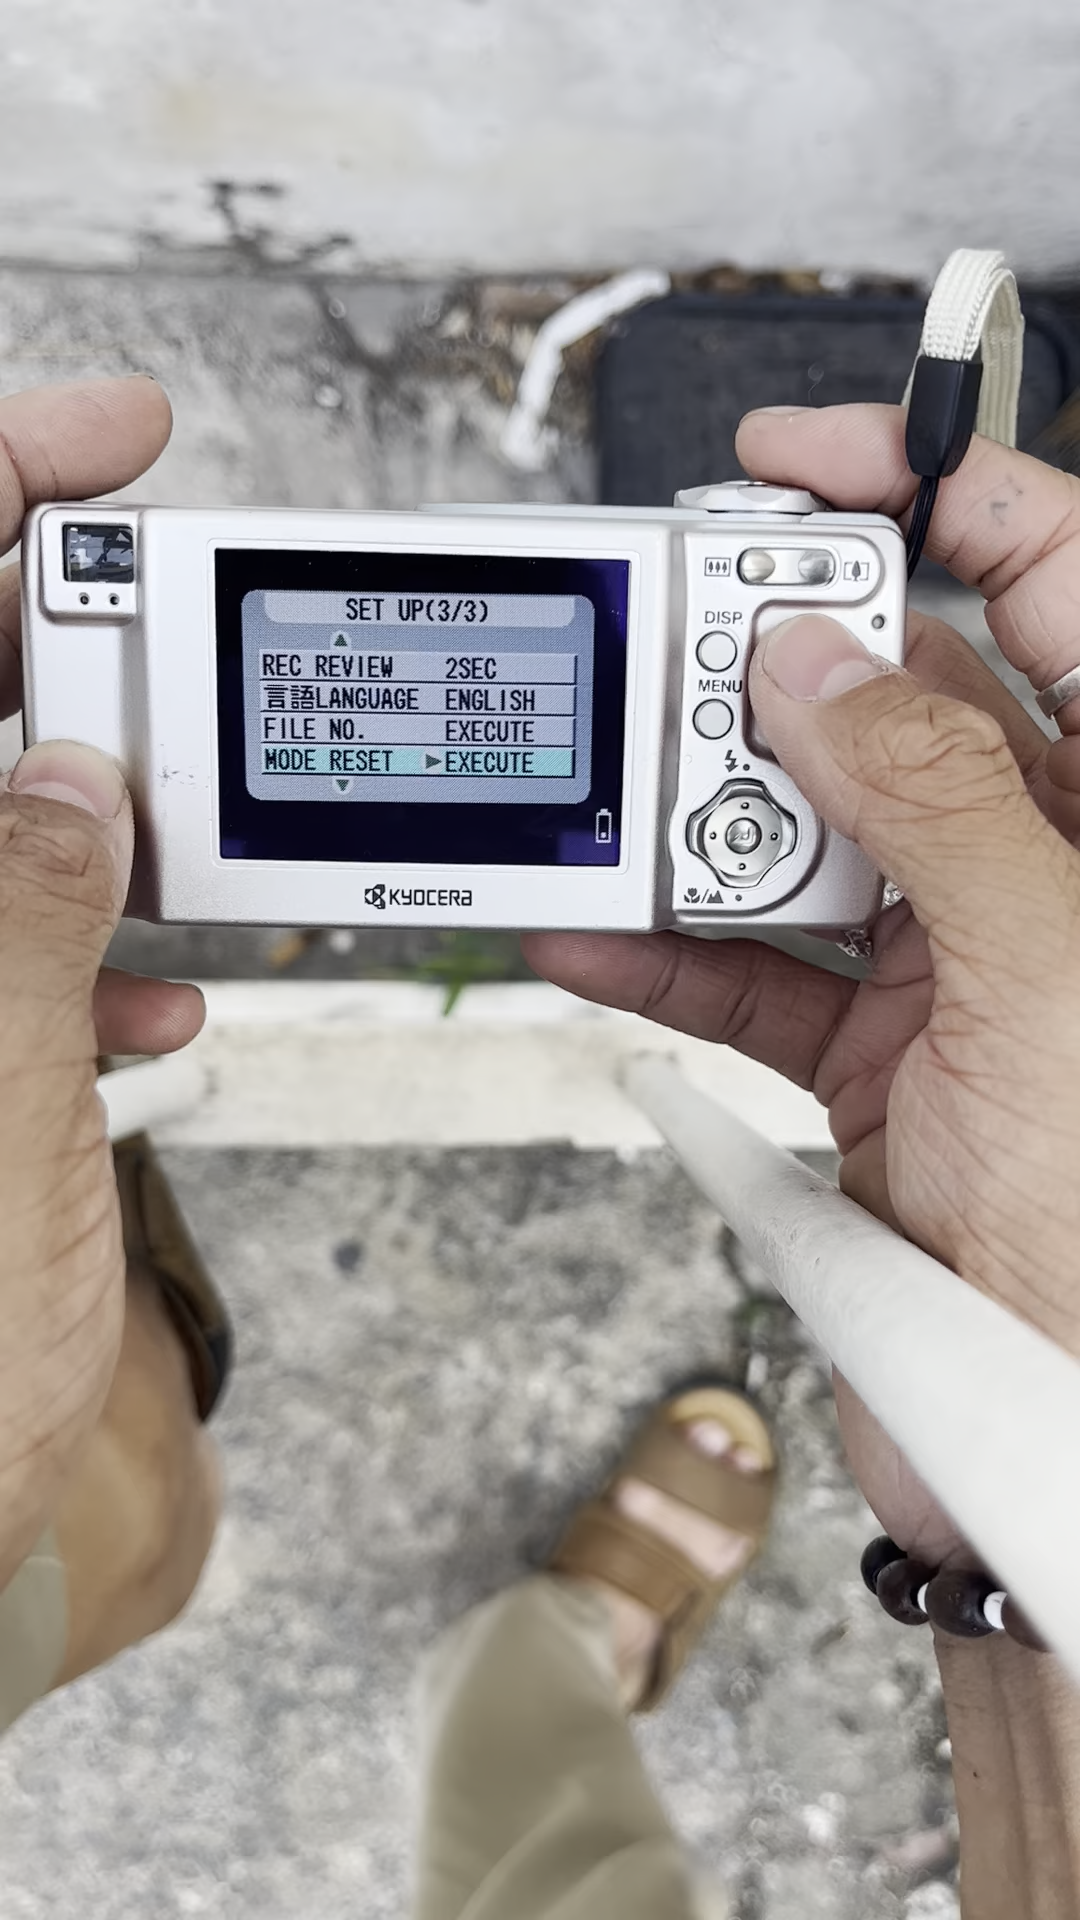 SET UP(3/3)
REC REVIEW 2SEC
言語LANGUAGE ENGLISH
FILE NO. EXECUTE
MODE RESET ▶EXECUTE
DISP.
MENU
KYOCERA